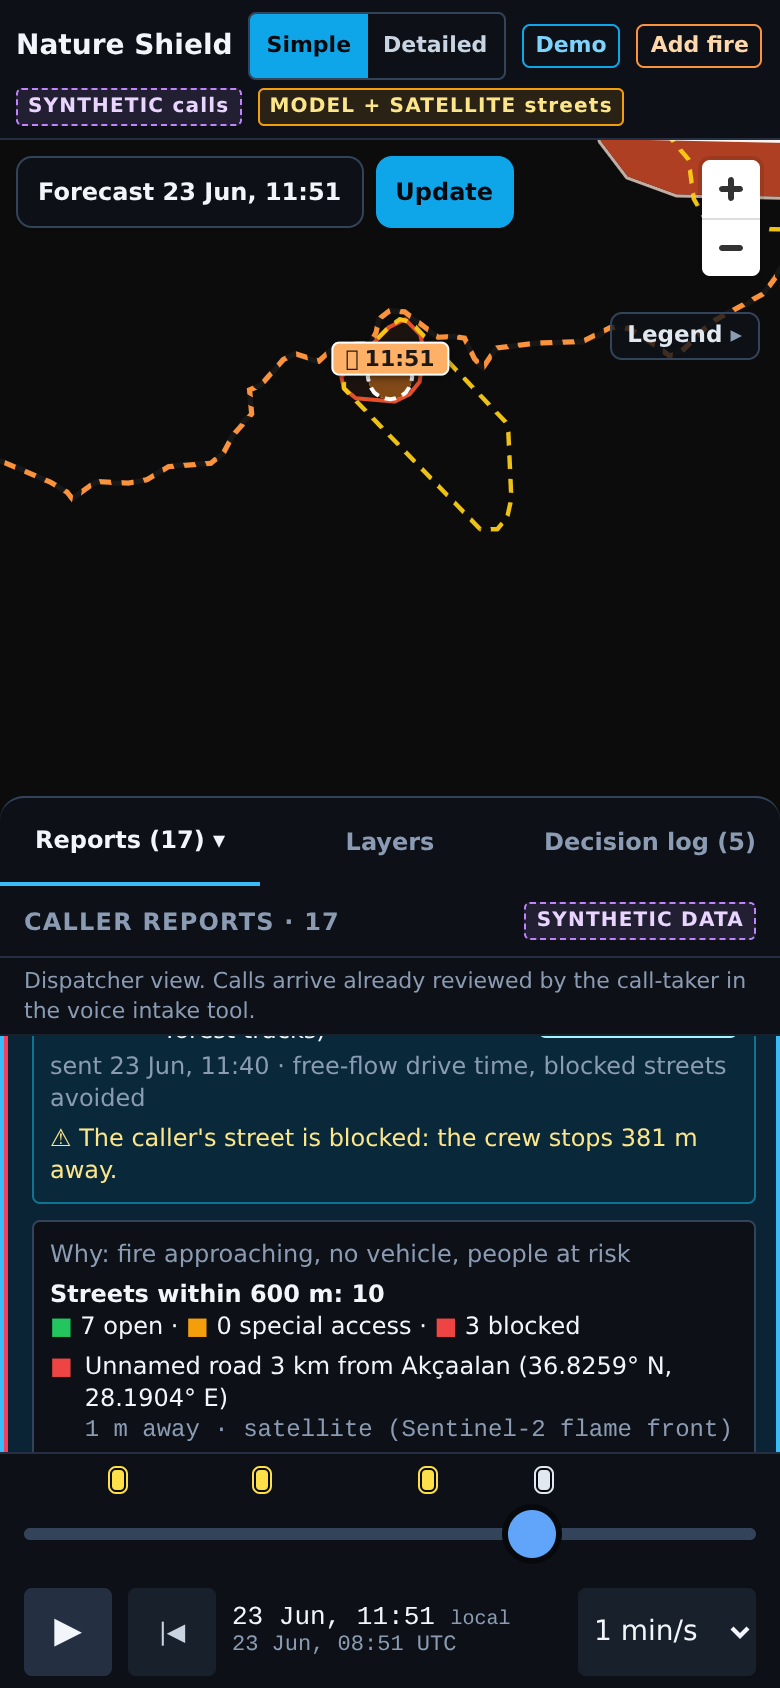 Nature Shield Simple Detailed Demo Add fire
SYNTHETIC calls MODEL + SATELLITE streets
Forecast 23 Jun, 11:51 Update
+
−
Legend ▸
11:51
Reports (17) ▾ Layers Decision log (5)
CALLER REPORTS · 17 SYNTHETIC DATA
Dispatcher view. Calls arrive already reviewed by the call-taker in
the voice intake tool.
sent 23 Jun, 11:40 · free-flow drive time, blocked streets
avoided
⚠ The caller's street is blocked: the crew stops 381 m
away.
Why: fire approaching, no vehicle, people at risk
Streets within 600 m: 10
7 open · 0 special access · 3 blocked
Unnamed road 3 km from Akçaalan (36.8259° N,
28.1904° E)
1 m away · satellite (Sentinel-2 flame front)
23 Jun, 11:51 local
23 Jun, 08:51 UTC
1 min/s